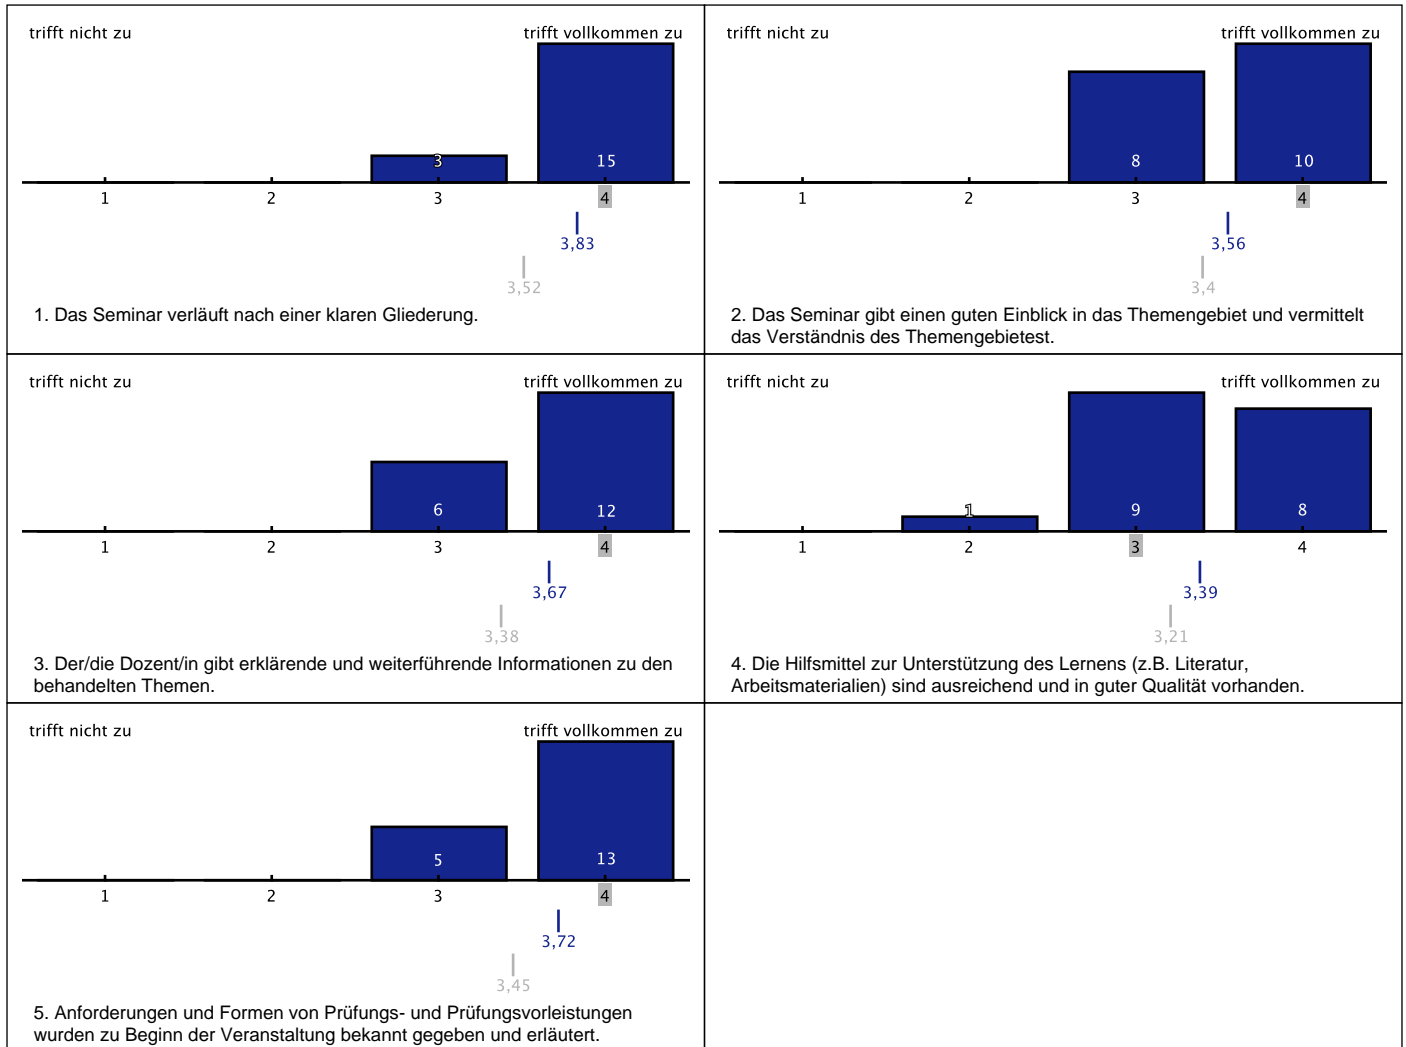 trifft nicht zu
trifft vollkommen zu
3
15
1
2
3
4
3,83
3,52
1. Das Seminar verläuft nach einer klaren Gliederung.
trifft nicht zu
trifft vollkommen zu
8
10
1
2
3
4
3,56
3,4
2. Das Seminar gibt einen guten Einblick in das Themengebiet und vermittelt
das Verständnis des Themengebietest.
trifft nicht zu
trifft vollkommen zu
6
12
1
2
3
4
3,67
3,38
3. Der/die Dozent/in gibt erklärende und weiterführende Informationen zu den
behandelten Themen.
trifft nicht zu
trifft vollkommen zu
1
9
8
1
2
3
4
3,39
3,21
4. Die Hilfsmittel zur Unterstützung des Lernens (z.B. Literatur,
Arbeitsmaterialien) sind ausreichend und in guter Qualität vorhanden.
trifft nicht zu
trifft vollkommen zu
5
13
1
2
3
4
3,72
3,45
5. Anforderungen und Formen von Prüfungs- und Prüfungsvorleistungen
wurden zu Beginn der Veranstaltung bekannt gegeben und erläutert.